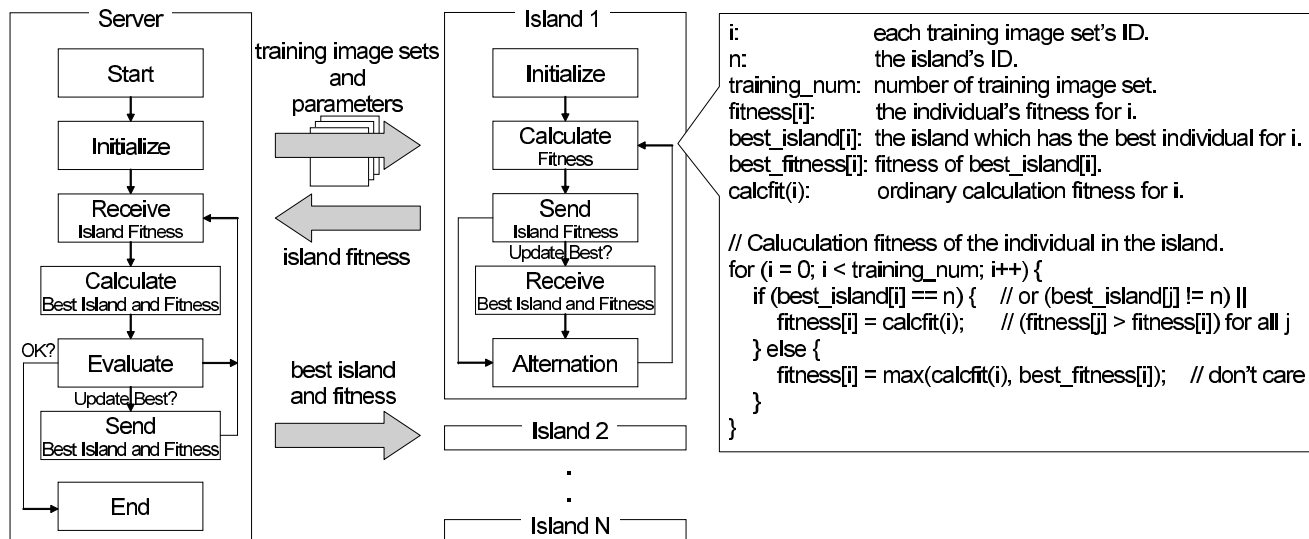 Server
Start
Initialize
Receive
Island Fitness
Calculate
Best Island and Fitness
OK?
Evaluate
Update Best?
Send
Best Island and Fitness
End
training image sets
and
parameters
island fitness
best island
and fitness
Island 1
Initialize
Calculate
Fitness
Send
Island Fitness
Update Best?
Receive
Best Island and Fitness
Alternation
Island 2
.
.
Island N
i: each training image set's ID.
n: the island's ID.
training_num: number of training image set.
fitness[i]: the individual's fitness for i.
best_island[i]: the island which has the best individual for i.
best_fitness[i]: fitness of best_island[i].
calcfit(i): ordinary calculation fitness for i.
// Caluculation fitness of the individual in the island.
for (i = 0; i < training_num; i++) {
if (best_island[i] == n) { // or (best_island[j] != n) ||
fitness[i] = calcfit(i); // (fitness[j] > fitness[i]) for all j
} else {
fitness[i] = max(calcfit(i), best_fitness[i]); // don't care
}
}